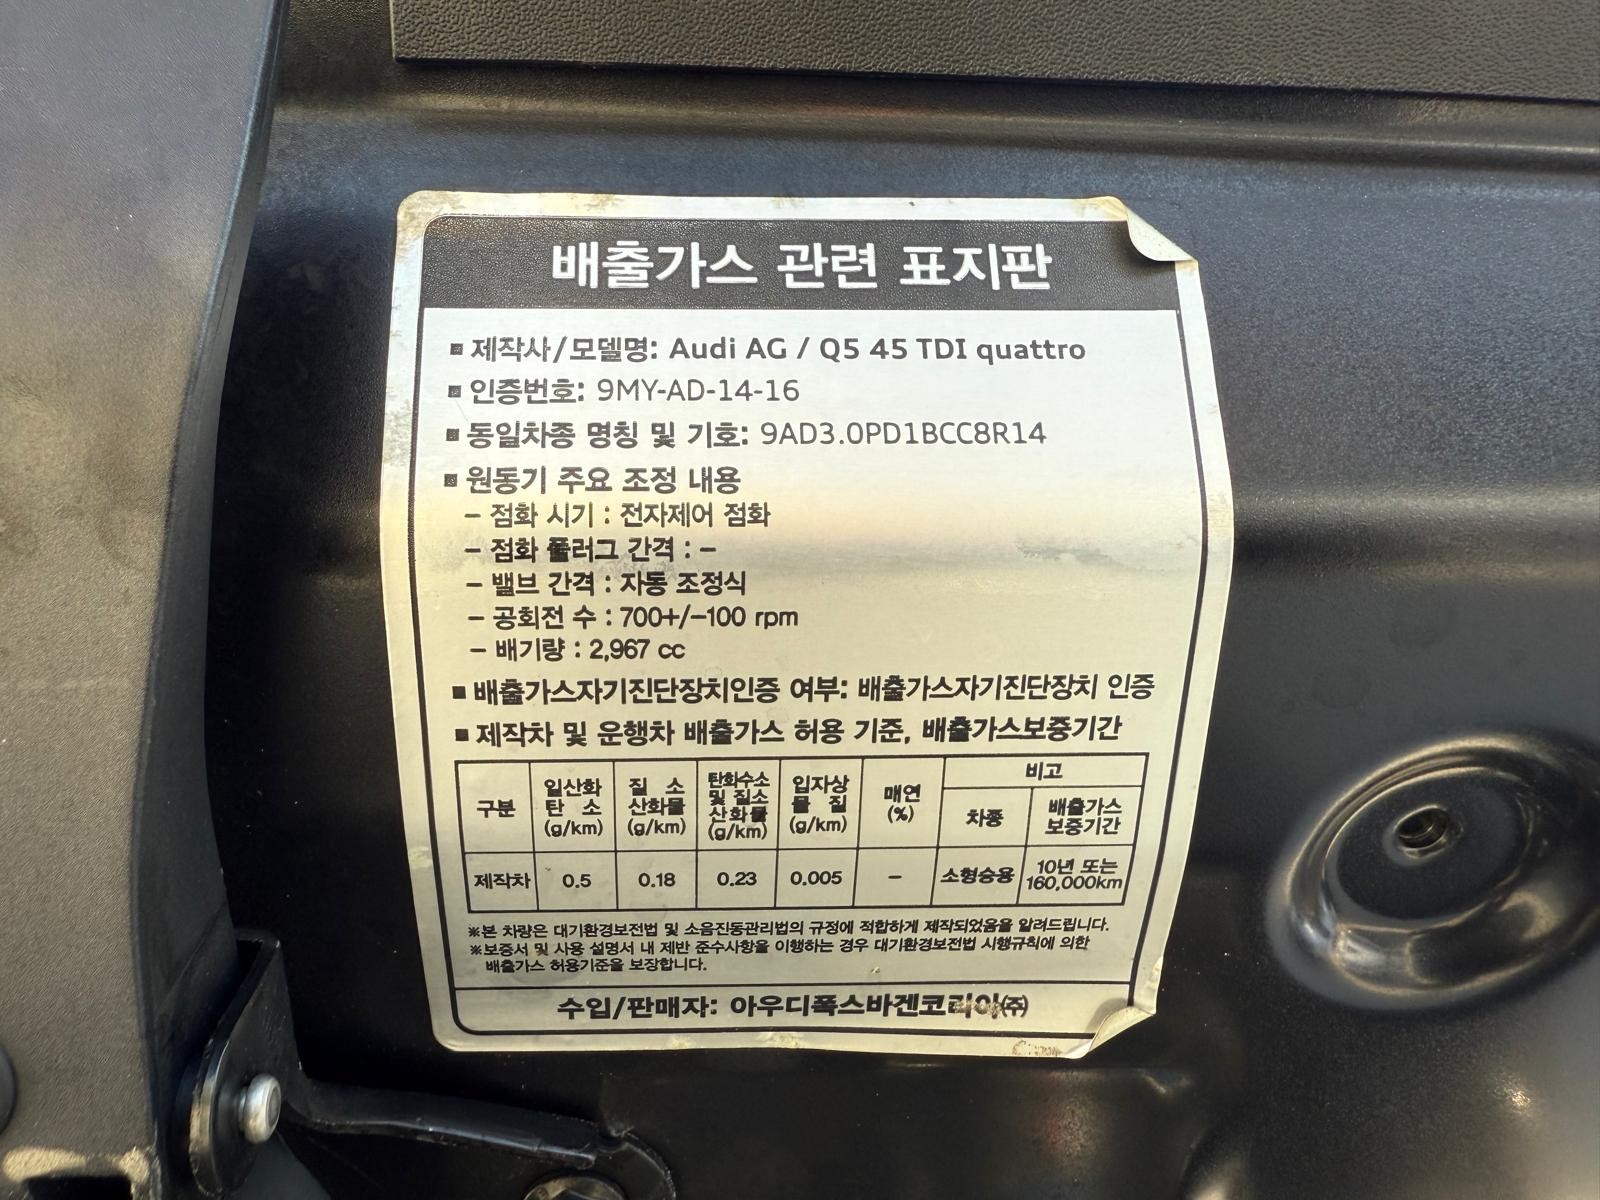 배출가스 관련 표지판
▪ 제작사/모델명: Audi AG / Q5 45 TDI quattro
▪ 인증번호: 9MY-AD-14-16
▪ 동일차종 명칭 및 기호: 9AD3.0PD1BCC8R14
▪ 원동기 주요 조정 내용
– 점화 시기 : 전자제어 점화
– 점화 플러그 간격 : –
– 밸브 간격 : 자동 조정식
– 공회전 수 : 700+/-100 rpm
– 배기량 : 2,967 cc
▪ 배출가스자기진단장치인증 여부: 배출가스자기진단장치 인증
▪ 제작차 및 운행차 배출가스 허용 기준, 배출가스보증기간
구분 일산화 탄소 (g/km) 질소 산화물 (g/km) 탄화수소 및 질소 산화물 (g/km) 입자상 물질 (g/km) 매연 (%) 비고
차종 배출가스 보증기간
제작차 0.5 0.18 0.23 0.005 – 소형승용 10년 또는 160,000km
※본 차량은 대기환경보전법 및 소음진동관리법의 규정에 적합하게 제작되었음을 알려드립니다.
※보증서 및 사용 설명서 내 제반 준수사항을 이행하는 경우 대기환경보전법 시행규칙에 의한
배출가스 허용기준을 보장합니다.
수입/판매자: 아우디폭스바겐코리아㈜